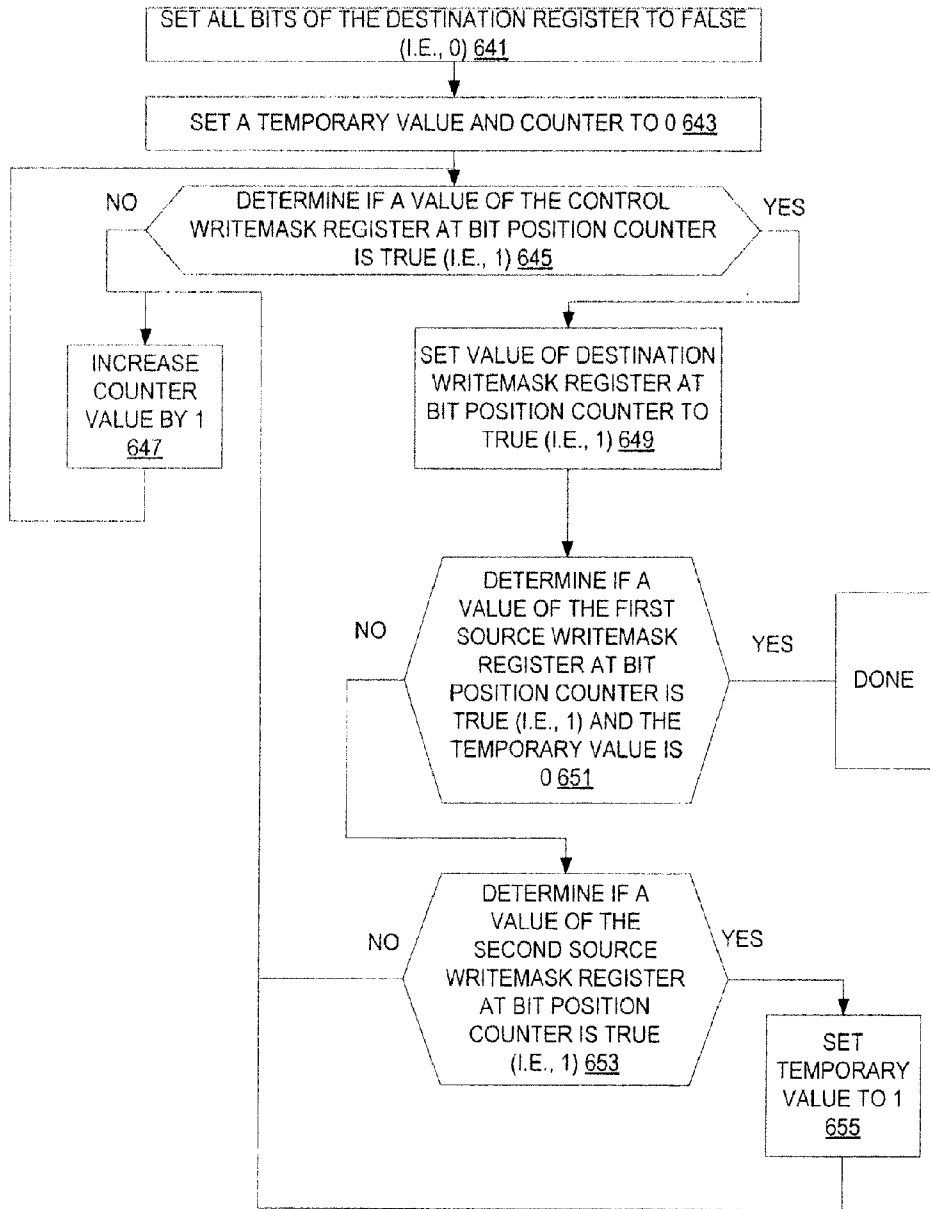 SET ALL BITS OF THE DESTINATION REGISTER TO FALSE
(I.E., 0) 641
SET A TEMPORARY VALUE AND COUNTER TO 0 643
NO
DETERMINE IF A VALUE OF THE CONTROL
WRITEMASK REGISTER AT BIT POSITION COUNTER
IS TRUE (I.E., 1) 645
YES
INCREASE
COUNTER
VALUE BY 1
647
SET VALUE OF DESTINATION
WRITEMASK REGISTER AT
BIT POSITION COUNTER TO
TRUE (I.E., 1) 649
NO
DETERMINE IF A
VALUE OF THE FIRST
SOURCE WRITEMASK
REGISTER AT BIT
POSITION COUNTER IS
TRUE (I.E., 1) AND THE
TEMPORARY VALUE IS
0 651
YES
DONE
NO
DETERMINE IF A
VALUE OF THE
SECOND SOURCE
WRITEMASK REGISTER
AT BIT POSITION
COUNTER IS TRUE
(I.E., 1) 653
YES
SET
TEMPORARY
VALUE TO 1
655